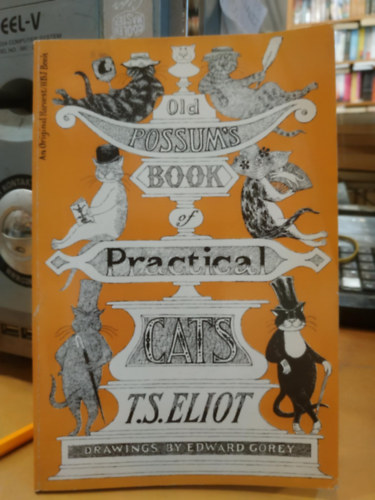 EEL-V
An Original Harvest/HBJ Book
Old
POSSUM'S
BOOK
of
Practical
CATS
T.S. ELIOT
DRAWINGS BY EDWARD GOREY